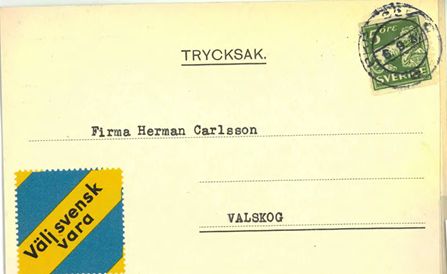 5 ÖRE
SVERIGE
TRYCKSAK.
Firma Herman Carlsson
VALSKOG
Välj svensk
vara